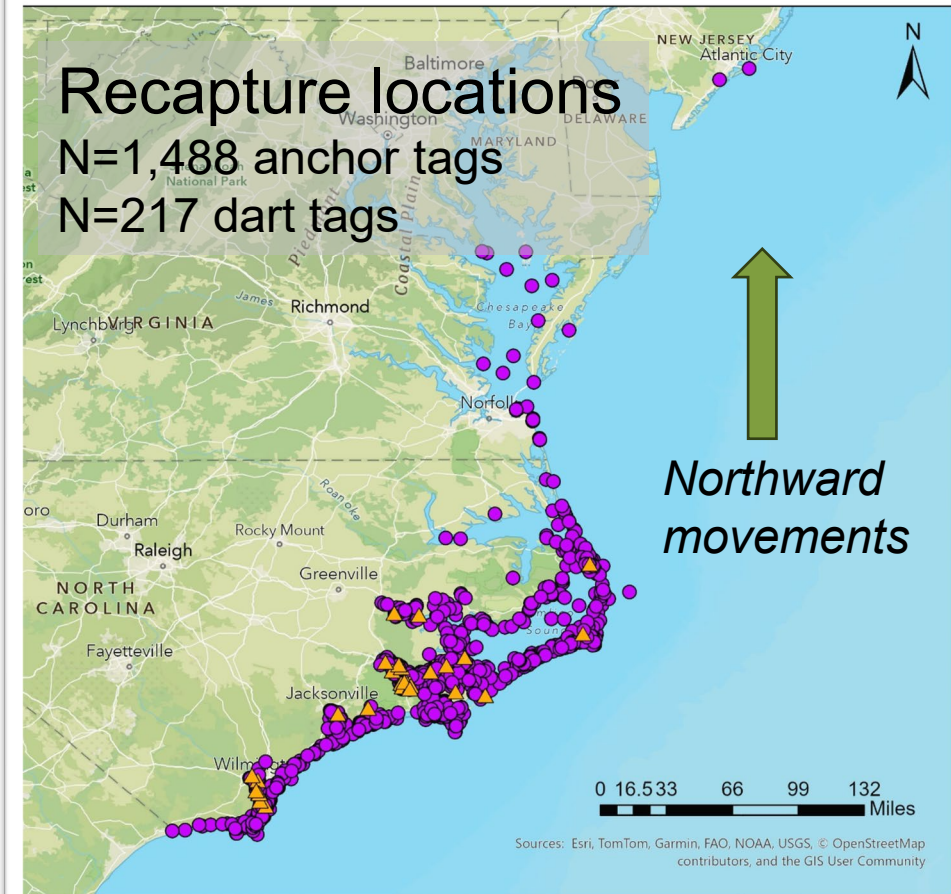 Recapture locations
N=1,488 anchor tags
N=217 dart tags
N
NEW JERSEY
Atlantic City
Baltimore
Washington
DELAWARE
MARYLAND
National Park
Piedmont
Coastal Plain
James
Richmond
Chesapeake
Bay
Lynchburg
VIRGINIA
Norfolk
Northward
movements
Roanoke
oro
Durham
Rocky Mount
Raleigh
Greenville
NORTH
CAROLINA
Sound
Fayetteville
Jacksonville
Wilmington
0 16.5 33 66 99 132
Miles
Sources: Esri, TomTom, Garmin, FAO, NOAA, USGS, © OpenStreetMap
contributors, and the GIS User Community